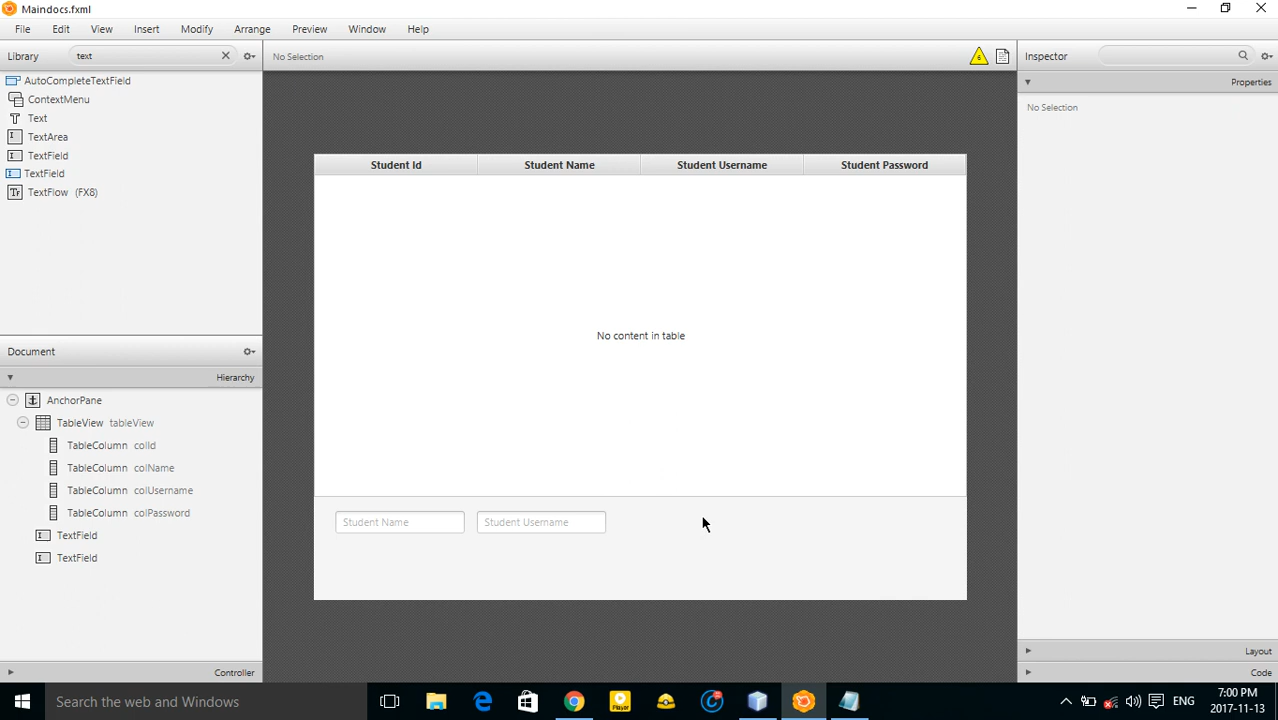 Maindocs.fxml
File Edit View Insert Modify Arrange Preview Window Help
Library text No Selection 6 Inspector
AutoCompleteTextField
ContextMenu
T Text
TextArea
TextField
TextField
TextFlow (FX8)
Properties
No Selection
Student Id Student Name Student Username Student Password
No content in table
Document
Hierarchy
AnchorPane
TableView tableView
TableColumn colId
TableColumn colName
TableColumn colUsername
TableColumn colPassword
TextField
TextField
Student Name Student Username
Controller
Layout
Code
Search the web and Windows
Player
ENG
7:00 PM
2017-11-13